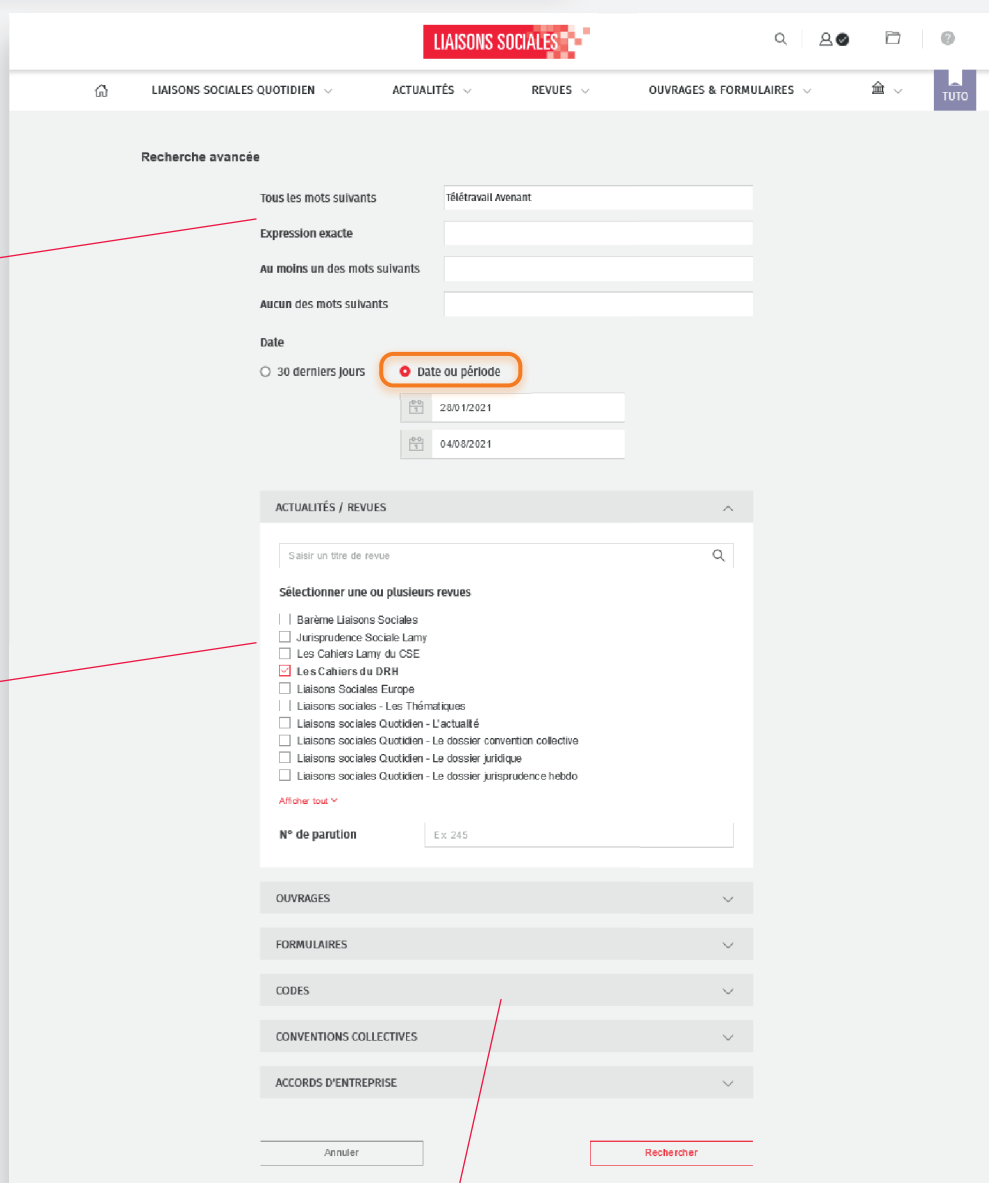 LIAISONS SOCIALES
?
LIAISONS SOCIALES QUOTIDIEN
ACTUALITÉS
REVUES
OUVRAGES & FORMULAIRES
TUTO
Recherche avancée
Tous les mots suivants
Télétravail Avenant
Expression exacte
Au moins un des mots suivants
Aucun des mots suivants
Date
30 derniers jours
Date ou période
28/01/2021
04/08/2021
ACTUALITÉS / REVUES
Saisir un titre de revue
Sélectionner une ou plusieurs revues
Barème Liaisons Sociales
Jurisprudence Sociale Lamy
Les Cahiers Lamy du CSE
Les Cahiers du DRH
Liaisons Sociales Europe
Liaisons sociales - Les Thématiques
Liaisons sociales Quotidien - L'actualité
Liaisons sociales Quotidien - Le dossier convention collective
Liaisons sociales Quotidien - Le dossier juridique
Liaisons sociales Quotidien - Le dossier jurisprudence hebdo
Afficher tout
N° de parution
Ex 245
OUVRAGES
FORMULAIRES
CODES
CONVENTIONS COLLECTIVES
ACCORDS D'ENTREPRISE
Annuler
Rechercher